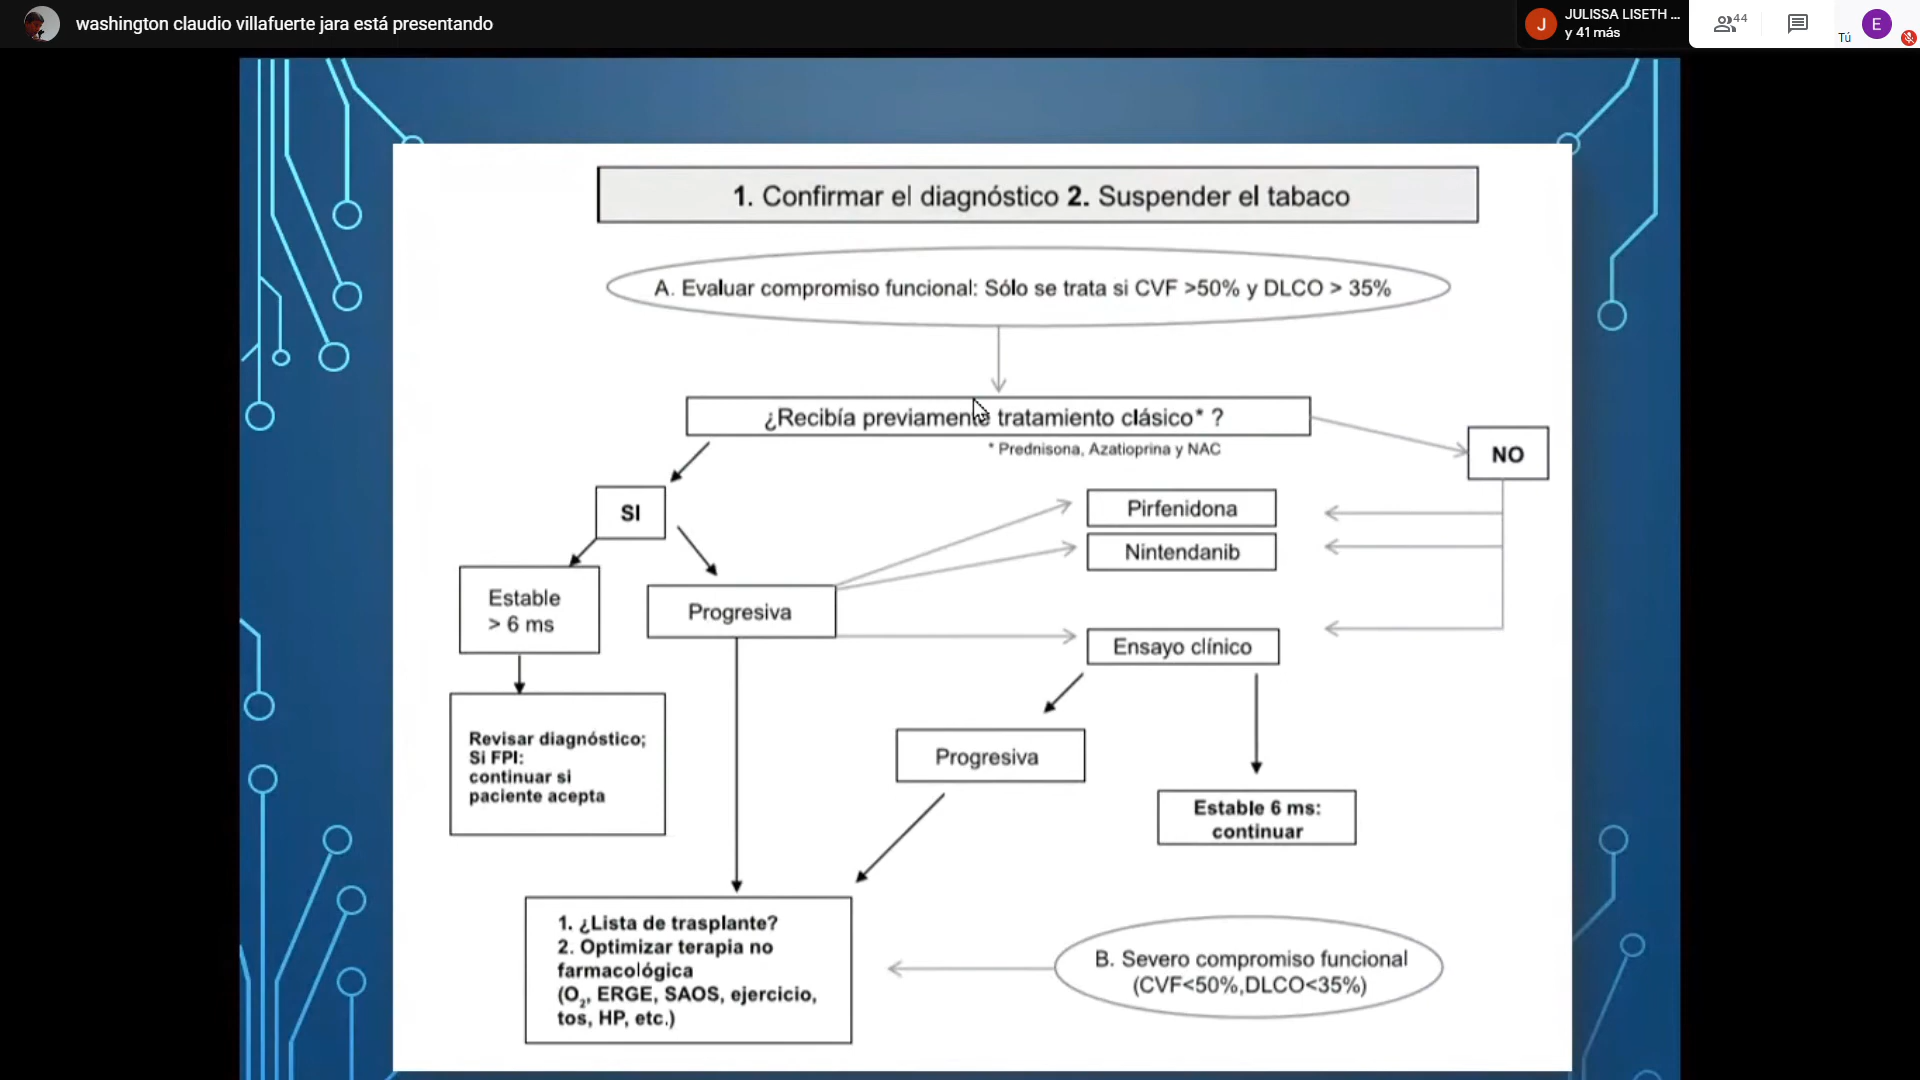 washington claudio villafuerte jara está presentando
J
JULISSA LISETH ...
y 41 más
44
Tú
E
1. Confirmar el diagnóstico 2. Suspender el tabaco
A. Evaluar compromiso funcional: Sólo se trata si CVF >50% y DLCO > 35%
¿Recibía previamente tratamiento clásico* ?
* Prednisona, Azatioprina y NAC
NO
SI
Pirfenidona
Nintendanib
Estable
> 6 ms
Progresiva
Ensayo clínico
Revisar diagnóstico;
Si FPI:
continuar si
paciente acepta
Progresiva
Estable 6 ms:
continuar
1. ¿Lista de trasplante?
2. Optimizar terapia no
farmacológica
(O2, ERGE, SAOS, ejercicio,
tos, HP, etc.)
B. Severo compromiso funcional
(CVF<50%,DLCO<35%)